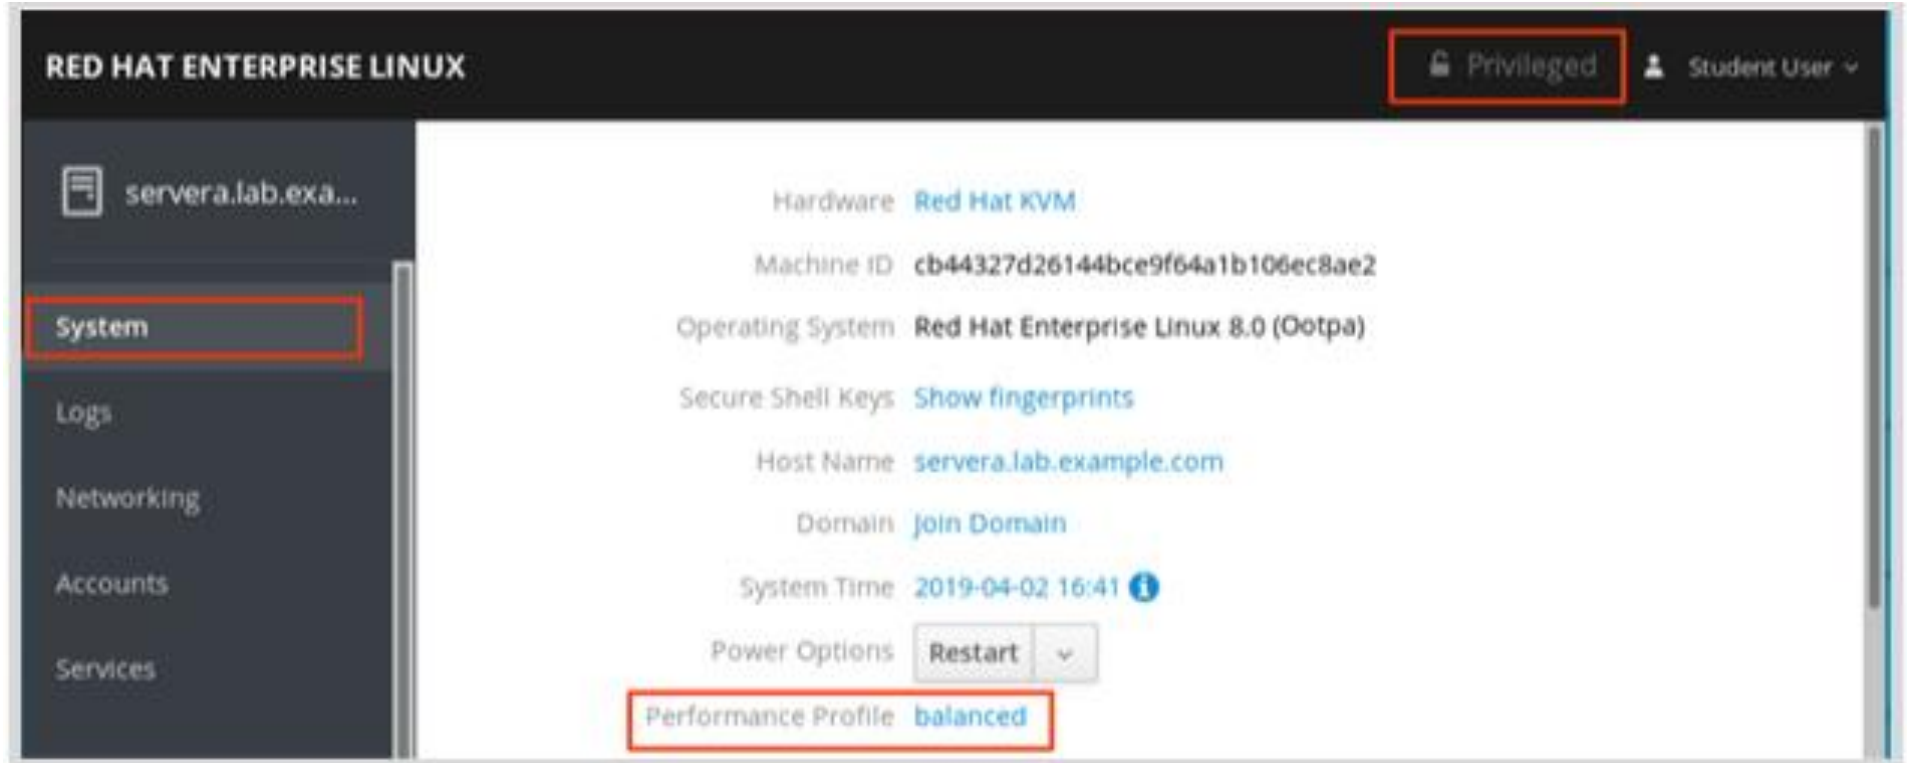 RED HAT ENTERPRISE LINUX
Privileged
Student User
servera.lab.exa...
System
Logs
Networking
Accounts
Services
Hardware Red Hat KVM
Machine ID cb44327d26144bce9f64a1b106ec8ae2
Operating System Red Hat Enterprise Linux 8.0 (Ootpa)
Secure Shell Keys Show fingerprints
Host Name servera.lab.example.com
Domain Join Domain
System Time 2019-04-02 16:41
Power Options Restart
Performance Profile balanced